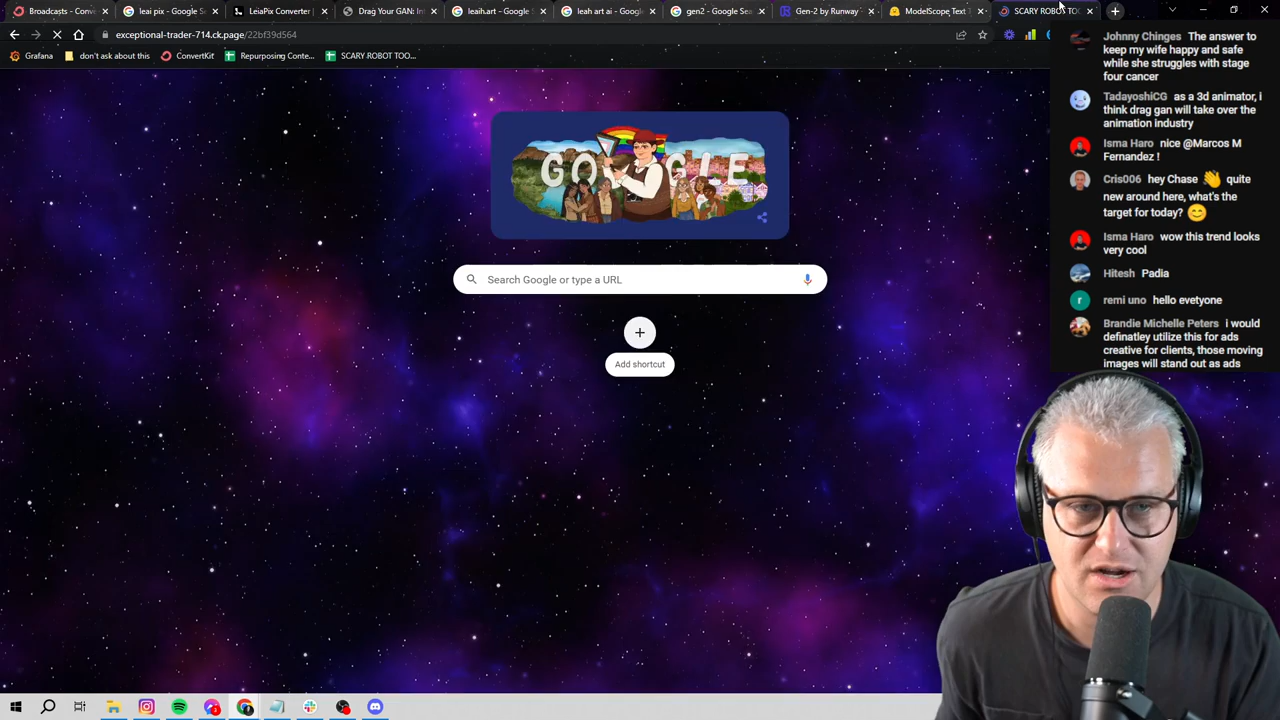 Broadcasts - Conv
leai pix - Google S
LeiaPix Converter |
Drag Your GAN: Int
leaih.art - Google S
leah art ai - Googl
gen2 - Google Sea
Gen-2 by Runway
ModelScope Text T
SCARY ROBOT TOO
exceptional-trader-714.ck.page/22bf39d564
Grafana
don't ask about this
ConvertKit
Repurposing Conte...
SCARY ROBOT TOO...
GOOGLE
Search Google or type a URL
Add shortcut
Johnny Chinges The answer to
keep my wife happy and safe
while she struggles with stage
four cancer
TadayoshiCG as a 3d animator, i
think drag gan will take over the
animation industry
Isma Haro nice @Marcos M
Fernandez !
Cris006 hey Chase 👋 quite
new around here, what's the
target for today? 😊
Isma Haro wow this trend looks
very cool
Hitesh Padia
remi uno hello evetyone
Brandie Michelle Peters i would
definatley utilize this for ads
creative for clients, those moving
images will stand out as ads